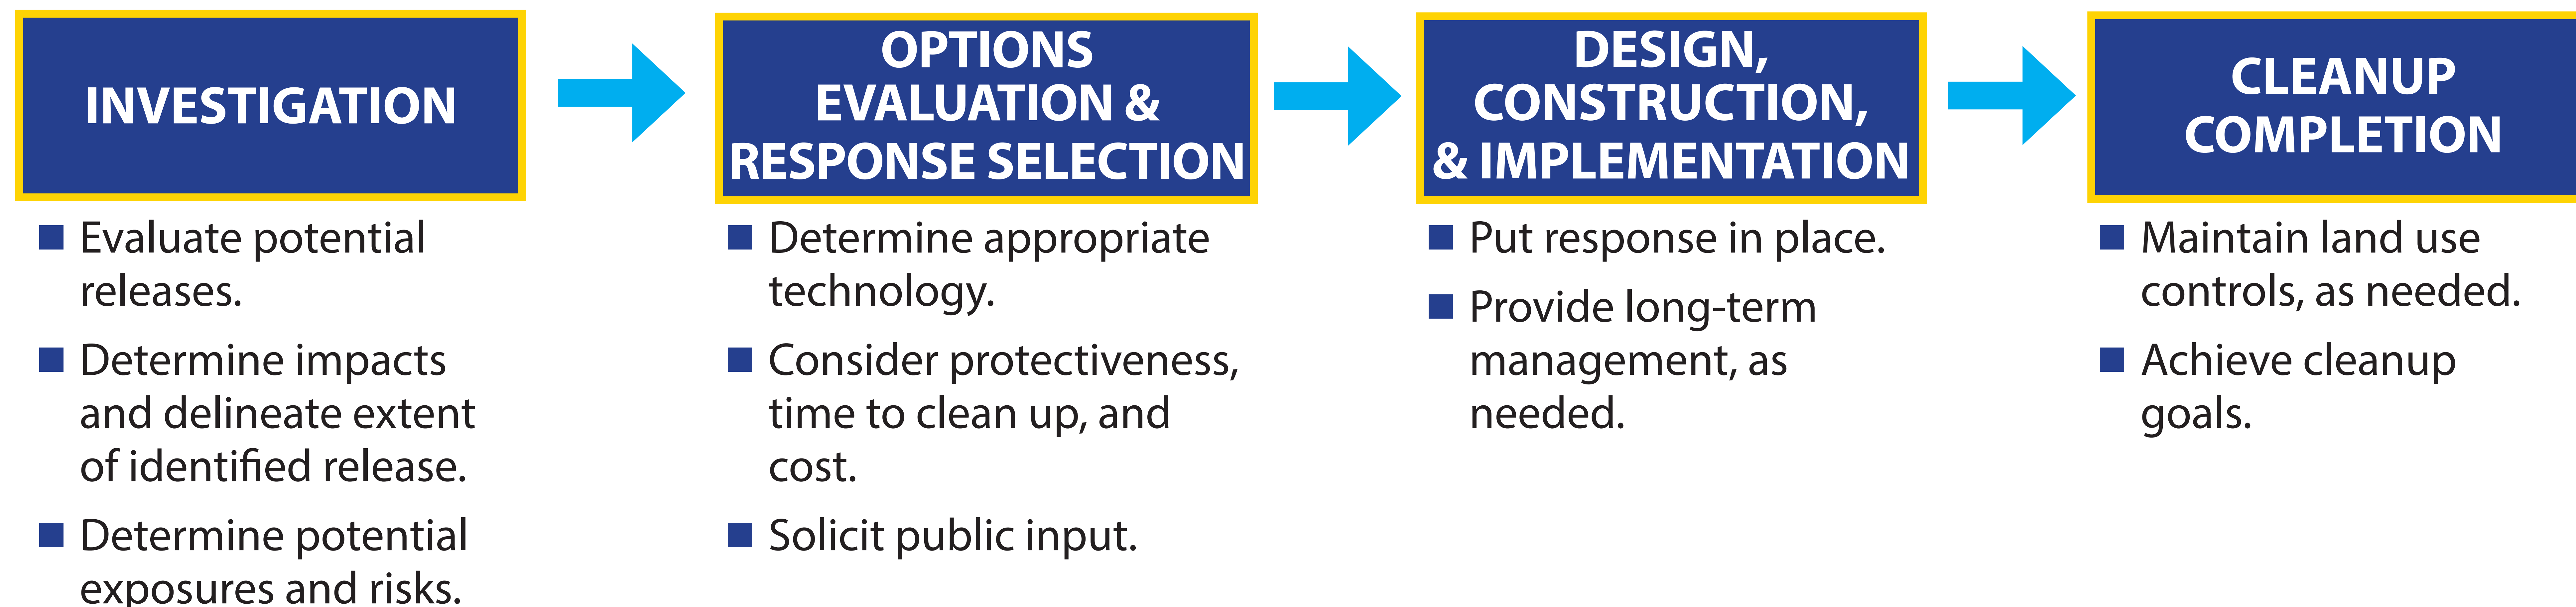 INVESTIGATION
■ Evaluate potential
releases.
■ Determine impacts
and delineate extent
of identified release.
■ Determine potential
exposures and risks.
OPTIONS
EVALUATION &
RESPONSE SELECTION
■ Determine appropriate
technology.
■ Consider protectiveness,
time to clean up, and
cost.
■ Solicit public input.
DESIGN,
CONSTRUCTION,
& IMPLEMENTATION
■ Put response in place.
■ Provide long-term
management, as
needed.
CLEANUP
COMPLETION
■ Maintain land use
controls, as needed.
■ Achieve cleanup
goals.